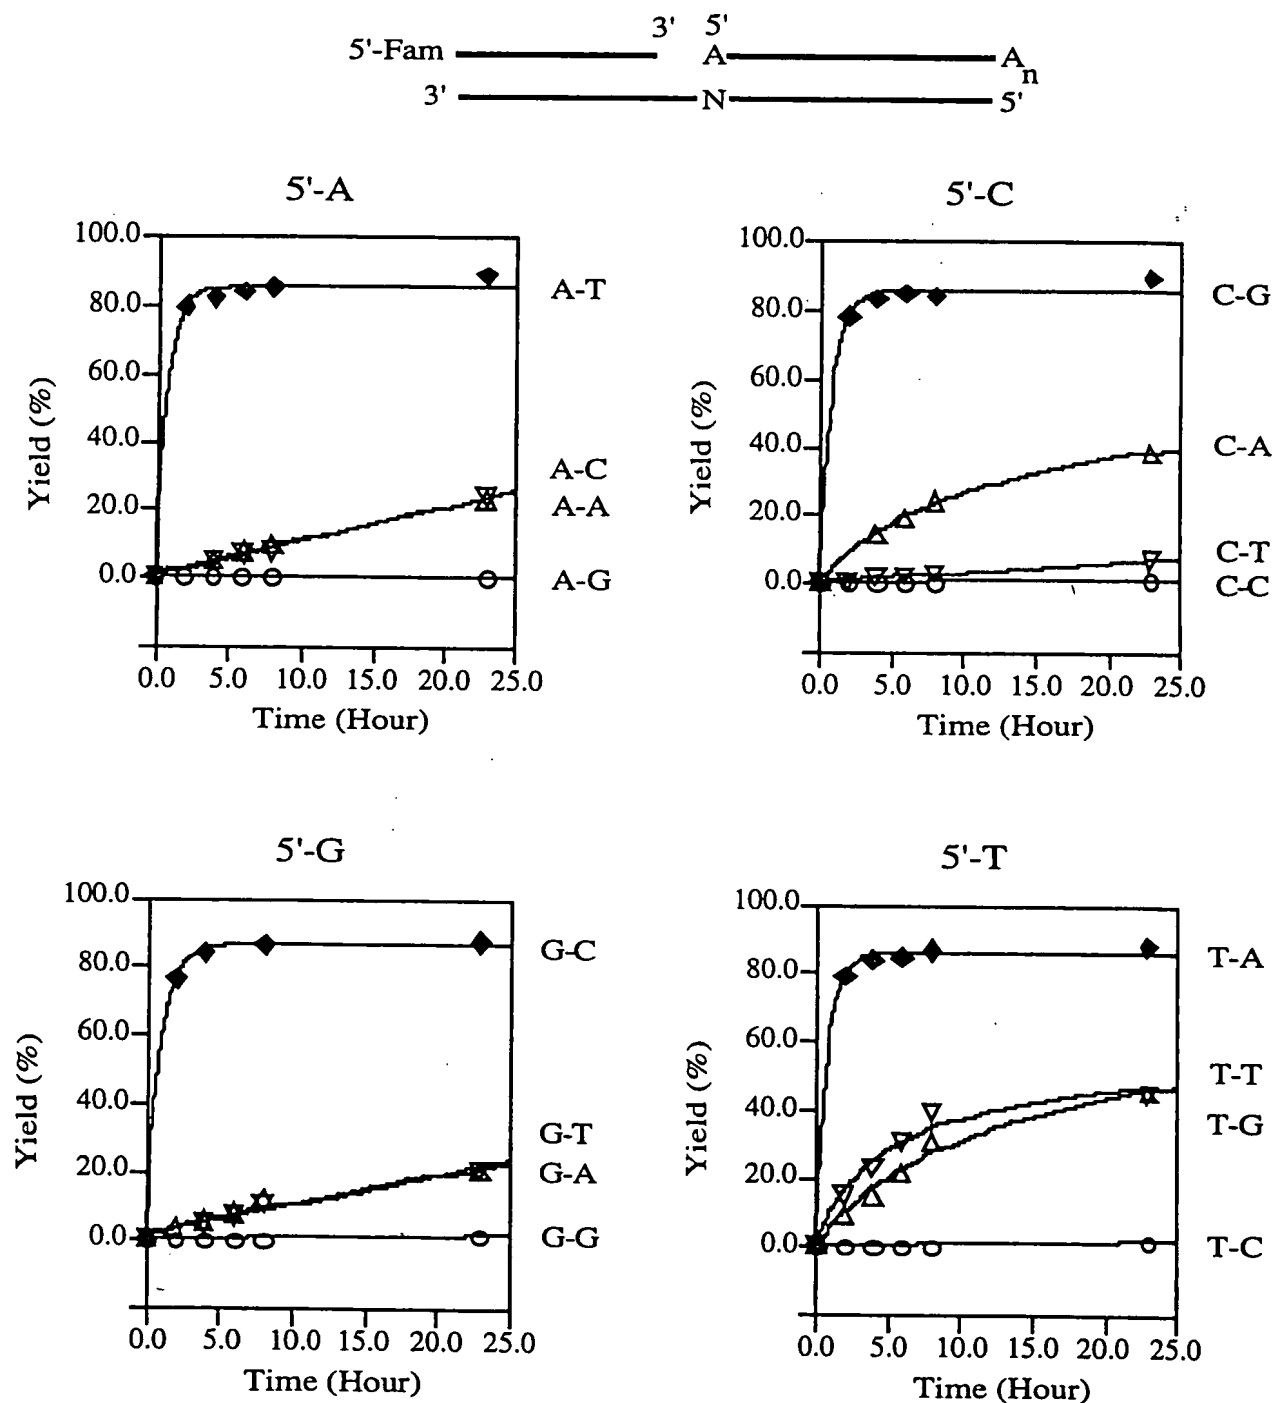 3' 5'
5'-Fam A An
3' N 5'
5'-A
100.0
80.0
60.0
40.0
20.0
0.0
Yield (%)
0.0 5.0 10.0 15.0 20.0 25.0
Time (Hour)
A-T
A-C
A-A
A-G
5'-C
100.0
80.0
60.0
40.0
20.0
0.0
Yield (%)
0.0 5.0 10.0 15.0 20.0 25.0
Time (Hour)
C-G
C-A
C-T
C-C
5'-G
100.0
80.0
60.0
40.0
20.0
0.0
Yield (%)
0.0 5.0 10.0 15.0 20.0 25.0
Time (Hour)
G-C
G-T
G-A
G-G
5'-T
100.0
80.0
60.0
40.0
20.0
0.0
Yield (%)
0.0 5.0 10.0 15.0 20.0 25.0
Time (Hour)
T-A
T-T
T-G
T-C